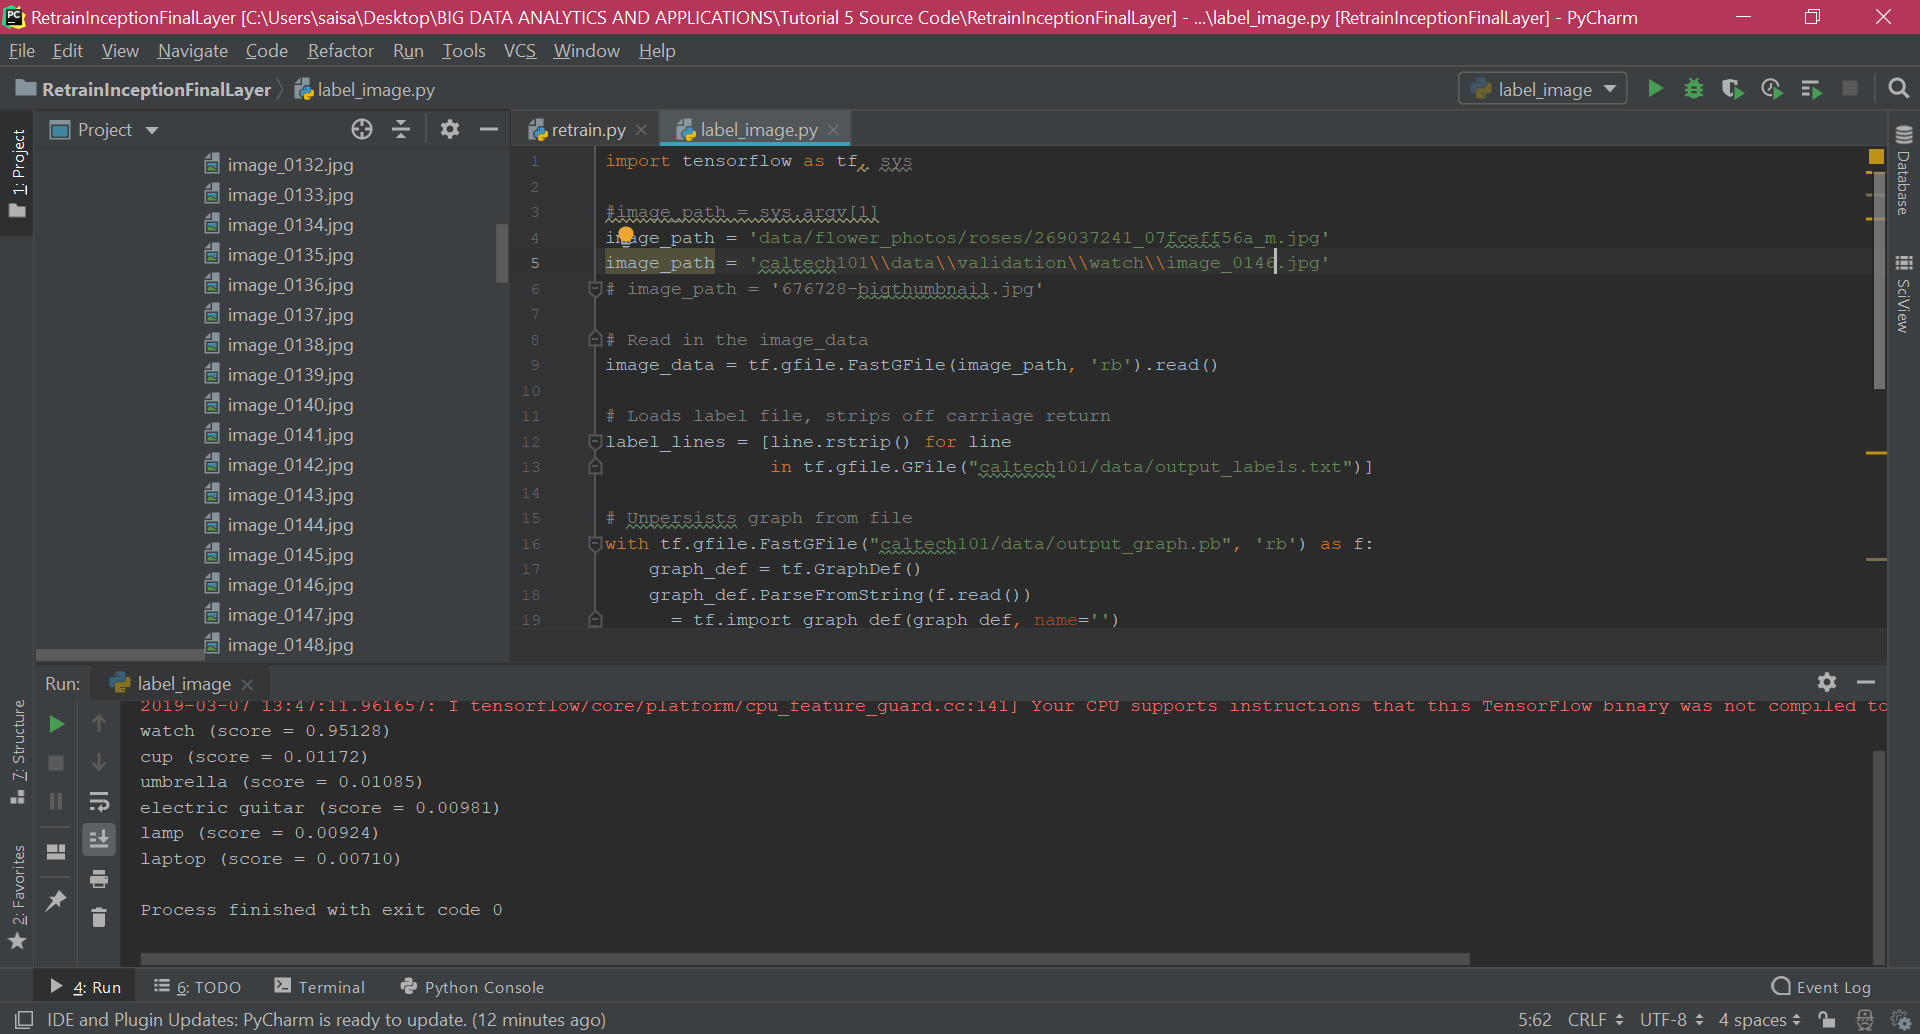 RetrainInceptionFinalLayer [C:\Users\saisa\Desktop\BIG DATA ANALYTICS AND APPLICATIONS\Tutorial 5 Source Code\RetrainInceptionFinalLayer] - ...\label_image.py [RetrainInceptionFinalLayer] - PyCharm
File Edit View Navigate Code Refactor Run Tools VCS Window Help
RetrainInceptionFinalLayer label_image.py
label_image
Project
retrain.py
label_image.py
1: Project
image_0132.jpg
image_0133.jpg
image_0134.jpg
image_0135.jpg
image_0136.jpg
image_0137.jpg
image_0138.jpg
image_0139.jpg
image_0140.jpg
image_0141.jpg
image_0142.jpg
image_0143.jpg
image_0144.jpg
image_0145.jpg
image_0146.jpg
image_0147.jpg
image_0148.jpg
1 import tensorflow as tf, sys
2
3 #image_path = sys.argv[1]
4 image_path = 'data/flower_photos/roses/269037241_07fceff56a_m.jpg'
5 image_path = 'caltech101\\data\\validation\\watch\\image_0146.jpg'
6 # image_path = '676728-bigthumbnail.jpg'
7
8 # Read in the image_data
9 image_data = tf.gfile.FastGFile(image_path, 'rb').read()
10
11 # Loads label file, strips off carriage return
12 label_lines = [line.rstrip() for line
13 in tf.gfile.GFile("caltech101/data/output_labels.txt")]
14
15 # Unpersists graph from file
16 with tf.gfile.FastGFile("caltech101/data/output_graph.pb", 'rb') as f:
17 graph_def = tf.GraphDef()
18 graph_def.ParseFromString(f.read())
19 = tf.import_graph_def(graph_def, name='')
Database
SciView
Run: label_image
7: Structure
2: Favorites
2019-03-07 13:47:11.961657: I tensorflow/core/platform/cpu_feature_guard.cc:141] Your CPU supports instructions that this TensorFlow binary was not compiled to
watch (score = 0.95128)
cup (score = 0.01172)
umbrella (score = 0.01085)
electric guitar (score = 0.00981)
lamp (score = 0.00924)
laptop (score = 0.00710)
Process finished with exit code 0
4: Run 6: TODO Terminal Python Console Event Log
IDE and Plugin Updates: PyCharm is ready to update. (12 minutes ago) 5:62 CRLF UTF-8 4 spaces